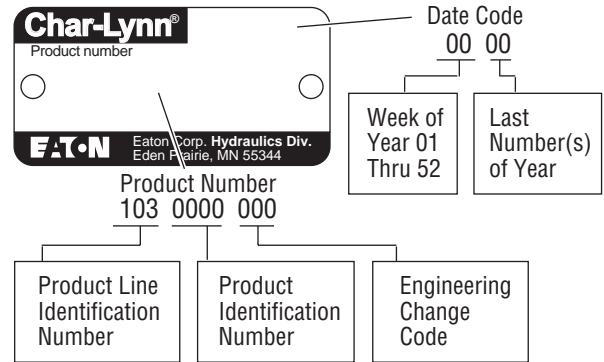 Char-Lynn®
Product number
EATON
Eaton Corp. Hydraulics Div.
Eden Prairie, MN 55344
Date Code
00 00
Week of
Year 01
Thru 52
Last
Number(s)
of Year
Product Number
103 0000 000
Product Line
Identification
Number
Product
Identification
Number
Engineering
Change
Code